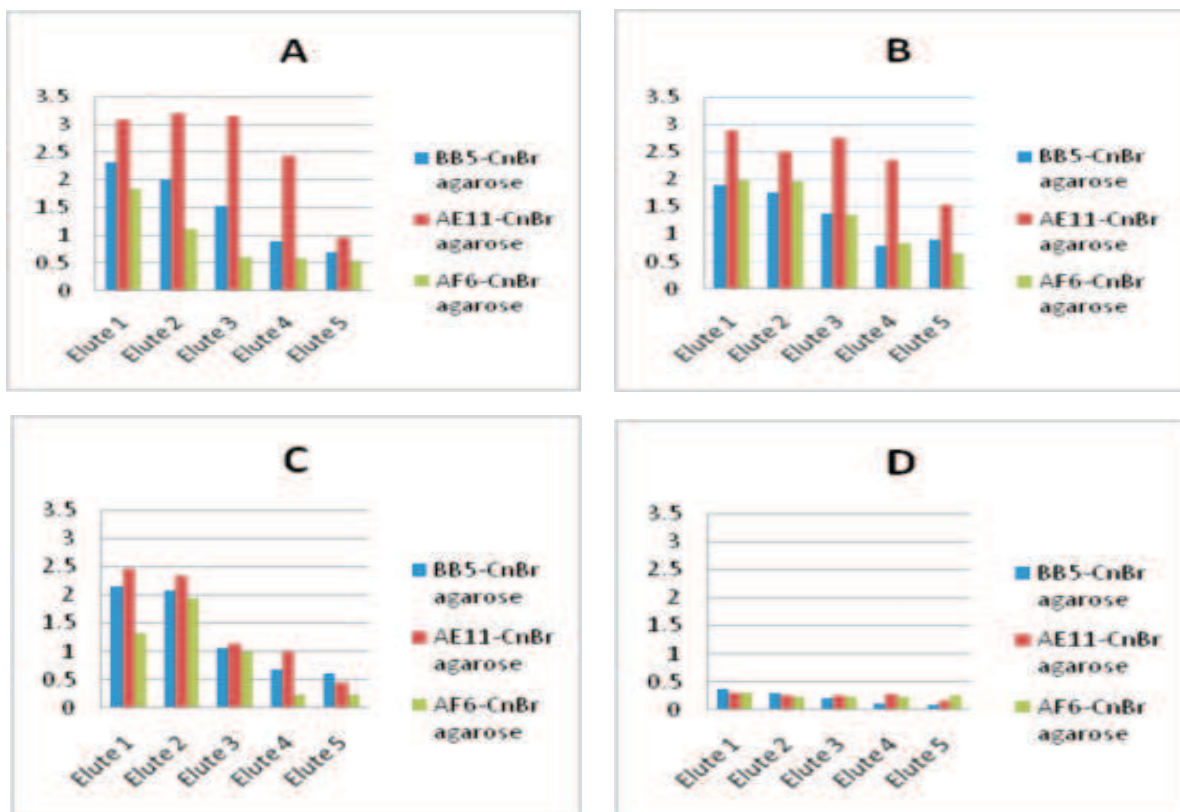 A
3.5
3
2.5
2
1.5
1
0.5
0
Elute 1
Elute 2
Elute 3
Elute 4
Elute 5
BB5-CnBr
agarose
AE11-CnBr
agarose
AF6-CnBr
agarose
B
3.5
3
2.5
2
1.5
1
0.5
0
Elute 1
Elute 2
Elute 3
Elute 4
Elute 5
BB5-CnBr
agarose
AE11-CnBr
agarose
AF6-CnBr
agarose
C
3.5
3
2.5
2
1.5
1
0.5
0
Elute 1
Elute 2
Elute 3
Elute 4
Elute 5
BB5-CnBr
agarose
AE11-CnBr
agarose
AF6-CnBr
agarose
D
3.5
3
2.5
2
1.5
1
0.5
0
Elute 1
Elute 2
Elute 3
Elute 4
Elute 5
BB5-CnBr
agarose
AE11-CnBr
agarose
AF6-CnBr
agarose